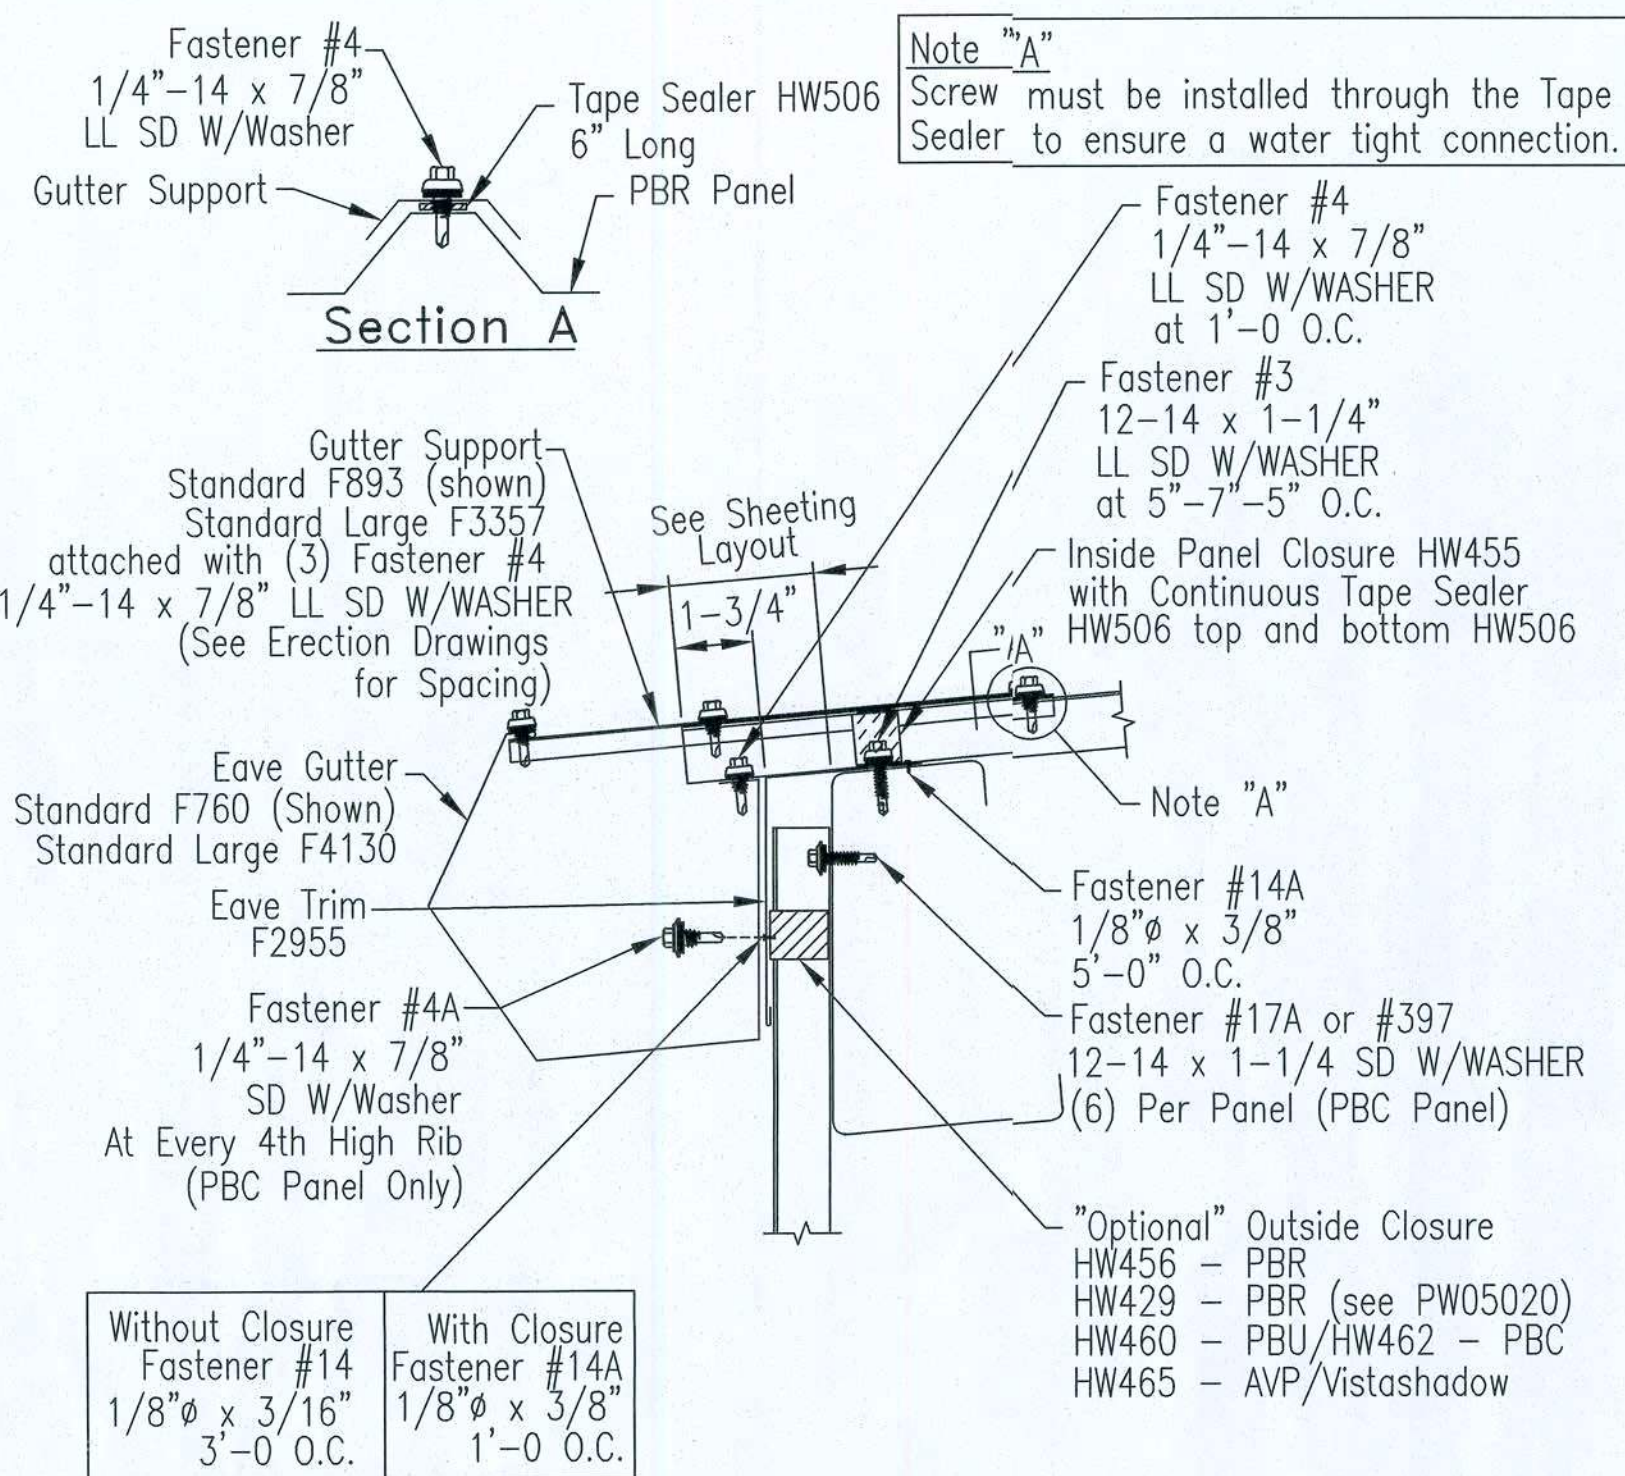 Fastener #4
1/4"-14 x 7/8"
LL SD W/Washer
Gutter Support
Tape Sealer HW506
6" Long
PBR Panel
Section A
Note "A"
Screw must be installed through the Tape
Sealer to ensure a water tight connection.
Fastener #4
1/4"-14 x 7/8"
LL SD W/WASHER
at 1'-0 O.C.
Fastener #3
12-14 x 1-1/4"
LL SD W/WASHER
at 5"-7"-5" O.C.
Inside Panel Closure HW455
with Continuous Tape Sealer
HW506 top and bottom HW506
Gutter Support
Standard F893 (shown)
Standard Large F3357
attached with (3) Fastener #4
1/4"-14 x 7/8" LL SD W/WASHER
(See Erection Drawings
for Spacing)
See Sheeting
Layout
1-3/4"
"A"
Note "A"
Eave Gutter
Standard F760 (Shown)
Standard Large F4130
Eave Trim
F2955
Fastener #4A
1/4"-14 x 7/8"
SD W/Washer
At Every 4th High Rib
(PBC Panel Only)
Fastener #14A
1/8"ø x 3/8"
5'-0" O.C.
Fastener #17A or #397
12-14 x 1-1/4 SD W/WASHER
(6) Per Panel (PBC Panel)
"Optional" Outside Closure
HW456 - PBR
HW429 - PBR (see PW05020)
HW460 - PBU/HW462 - PBC
HW465 - AVP/Vistashadow
Without Closure
Fastener #14
1/8"ø x 3/16"
3'-0 O.C.
With Closure
Fastener #14A
1/8"ø x 3/8"
1'-0 O.C.